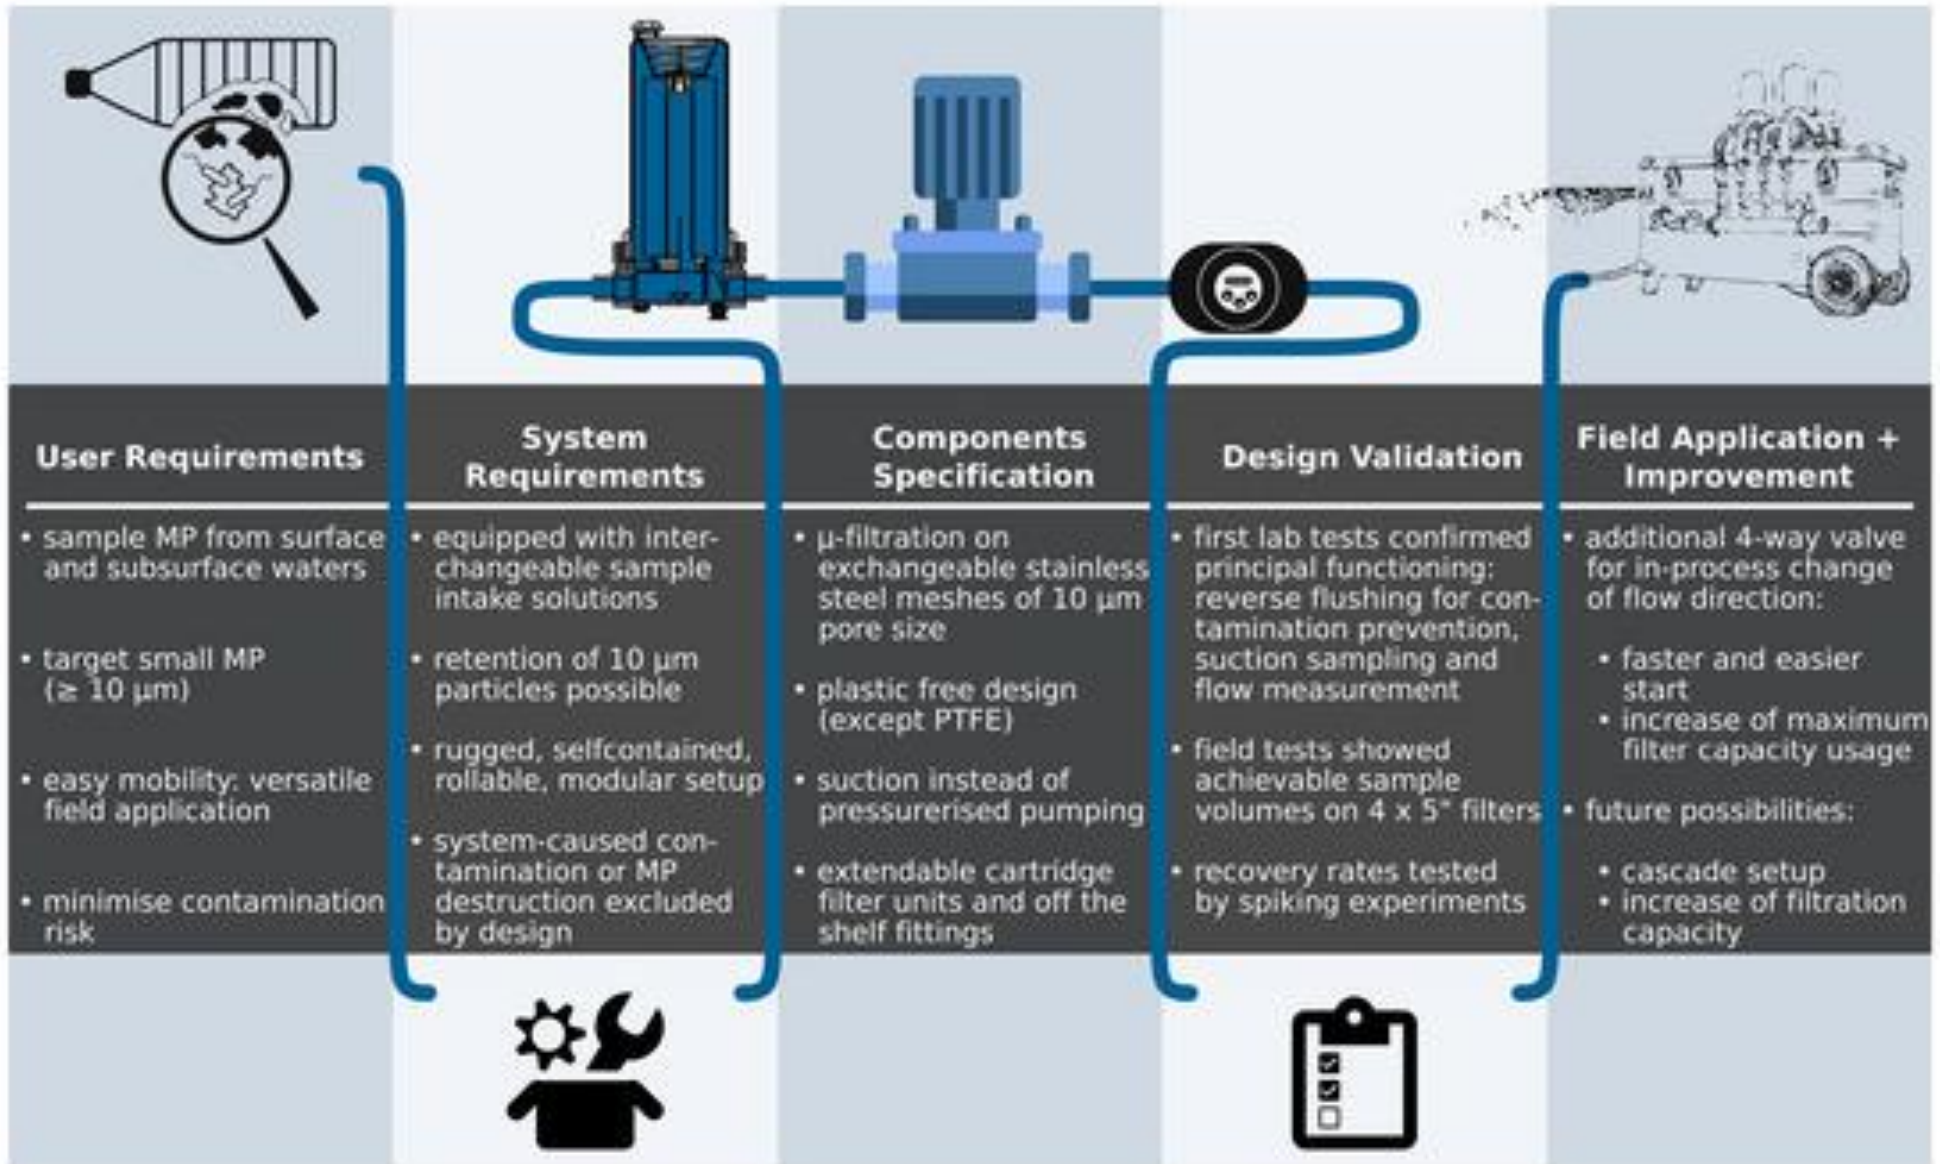 User Requirements
• sample MP from surface
and subsurface waters
• target small MP
(≥ 10 µm)
• easy mobility: versatile
field application
• minimise contamination
risk
System
Requirements
• equipped with inter-
changeable sample
intake solutions
• retention of 10 µm
particles possible
• rugged, selfcontained,
rollable, modular setup
• system-caused con-
tamination or MP
destruction excluded
by design
Components
Specification
• µ-filtration on
exchangeable stainless
steel meshes of 10 µm
pore size
• plastic free design
(except PTFE)
• suction instead of
pressurerised pumping
• extendable cartridge
filter units and off the
shelf fittings
Design Validation
• first lab tests confirmed
principal functioning:
reverse flushing for con-
tamination prevention,
suction sampling and
flow measurement
• field tests showed
achievable sample
volumes on 4 x 5" filters
• recovery rates tested
by spiking experiments
Field Application +
Improvement
• additional 4-way valve
for in-process change
of flow direction:
• faster and easier
start
• increase of maximum
filter capacity usage
• future possibilities:
• cascade setup
• increase of filtration
capacity